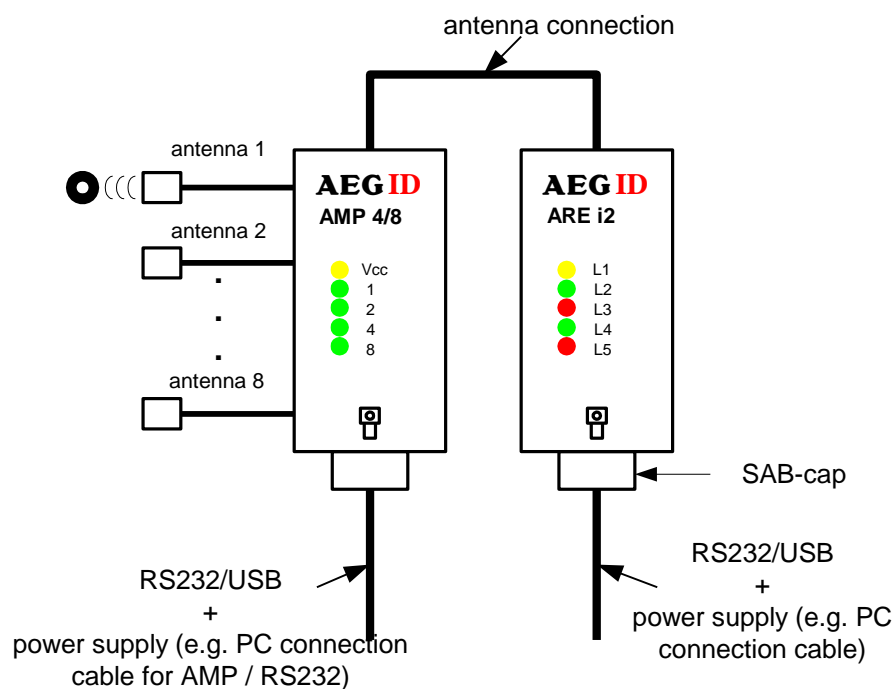 antenna connection
antenna 1
AEG ID
AMP 4/8
antenna 2
.
.
.
antenna 8
Vcc
1
2
4
8
AEG ID
ARE i2
L1
L2
L3
L4
L5
SAB-cap
RS232/USB
+
power supply (e.g. PC connection
cable for AMP / RS232)
RS232/USB
+
power supply (e.g. PC
connection cable)